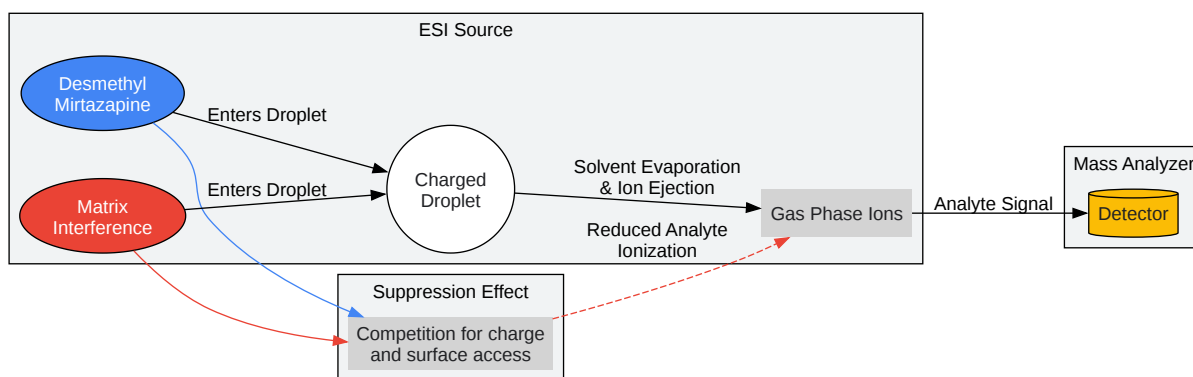 ESI Source
Desmethyl
Mirtazapine
Enters Droplet
Matrix
Interference
Enters Droplet
Charged
Droplet
Solvent Evaporation
& Ion Ejection
Reduced Analyte
Ionization
Gas Phase Ions
Analyte Signal
Mass Analyzer
Detector
Suppression Effect
Competition for charge
and surface access